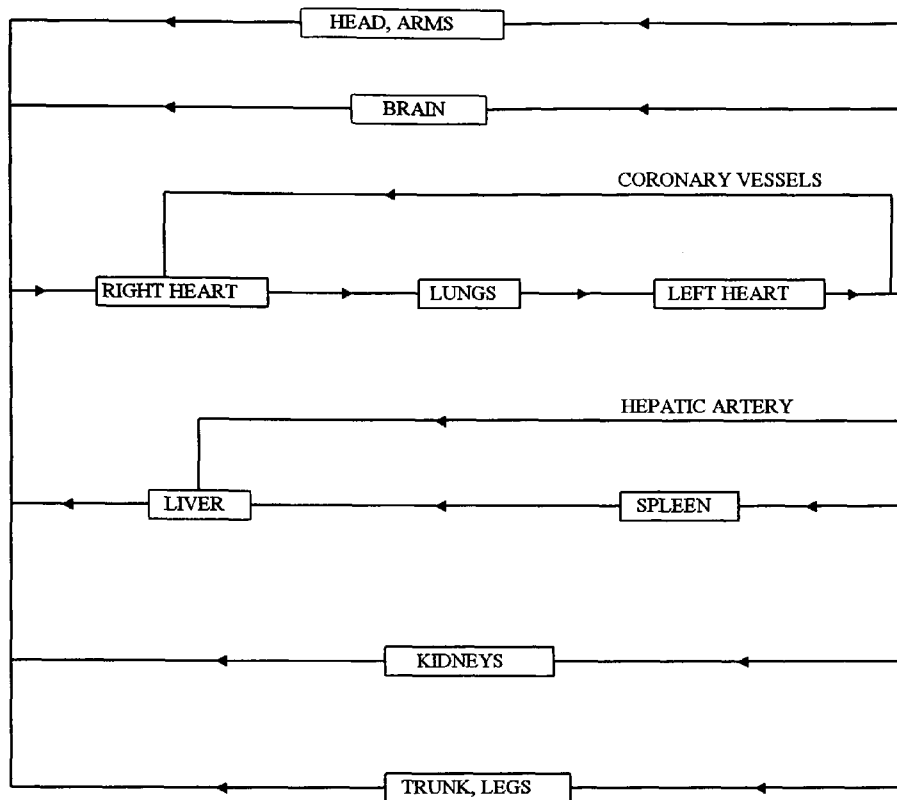 HEAD, ARMS
BRAIN
CORONARY VESSELS
RIGHT HEART
LUNGS
LEFT HEART
HEPATIC ARTERY
LIVER
SPLEEN
KIDNEYS
TRUNK, LEGS